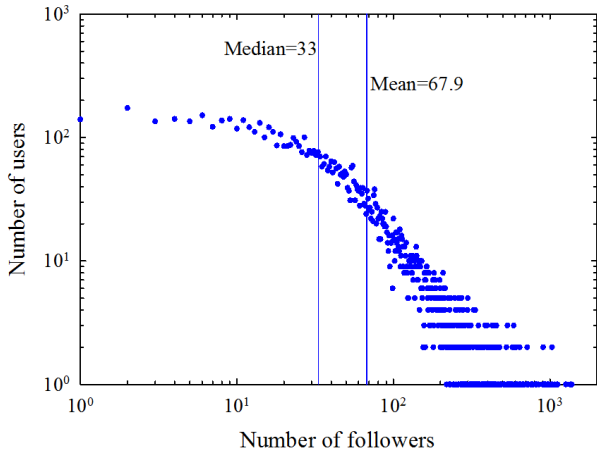 10³
Median=33
Mean=67.9
10²
Number of users
10¹
10⁰
10⁰ 10¹ 10² 10³
Number of followers